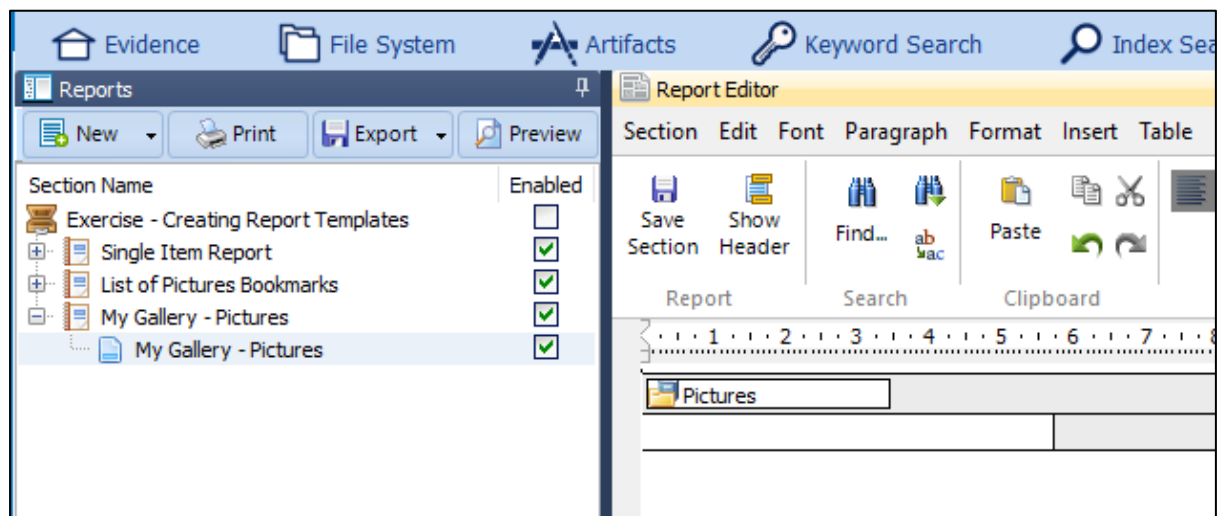 Evidence File System Artifacts Keyword Search Index Sea
Reports
New Print Export Preview
Section Name Enabled
Exercise - Creating Report Templates
Single Item Report
List of Pictures Bookmarks
My Gallery - Pictures
My Gallery - Pictures
Report Editor
Section Edit Font Paragraph Format Insert Table
Save Section
Show Header
Find...
ab
ac
Paste
Report Search Clipboard
1 2 3 4 5 6 7 8
Pictures